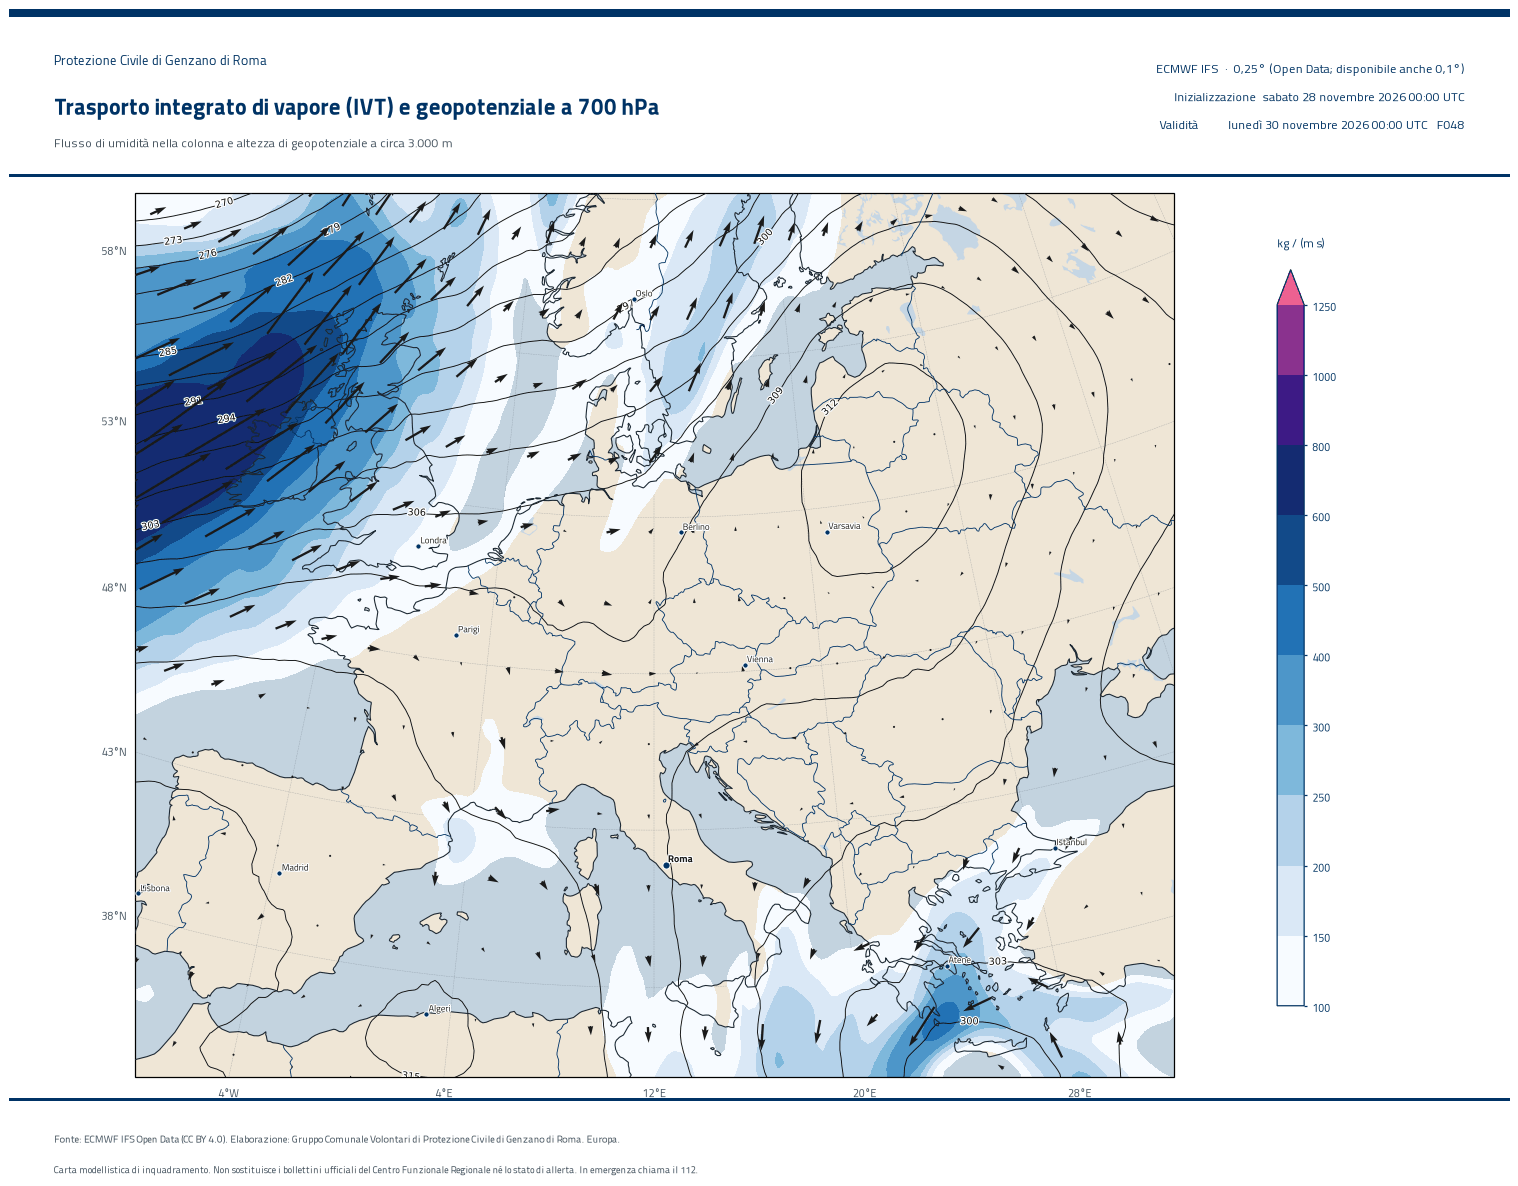 Protezione Civile di Genzano di Roma
Trasporto integrato di vapore (IVT) e geopotenziale a 700 hPa
Flusso di umidità nella colonna e altezza di geopotenziale a circa 3.000 m
ECMWF IFS · 0,25° (Open Data; disponibile anche 0,1°)
Inizializzazione sabato 28 novembre 2026 00:00 UTC
Validità lunedì 30 novembre 2026 00:00 UTC F048
kg / (m s)
1250
1000
800
600
500
400
300
250
200
150
100
58°N
53°N
48°N
43°N
38°N
4°W
4°E
12°E
20°E
28°E
270
273
276
279
282
285
291
294
303
306
300
309
312
303
300
315
Oslo
Londra
Berlino
Varsavia
Parigi
Vienna
Madrid
Lisbona
Roma
Istanbul
Atene
Algeri
Fonte: ECMWF IFS Open Data (CC BY 4.0). Elaborazione: Gruppo Comunale Volontari di Protezione Civile di Genzano di Roma. Europa.
Carta modellistica di inquadramento. Non sostituisce i bollettini ufficiali del Centro Funzionale Regionale né lo stato di allerta. In emergenza chiama il 112.